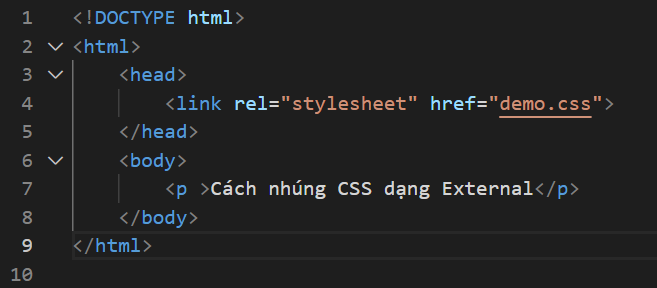 1 <!DOCTYPE html>
2 <html>
3 <head>
4 <link rel="stylesheet" href="demo.css">
5 </head>
6 <body>
7 <p >Cách nhúng CSS dạng External</p>
8 </body>
9 </html>
10